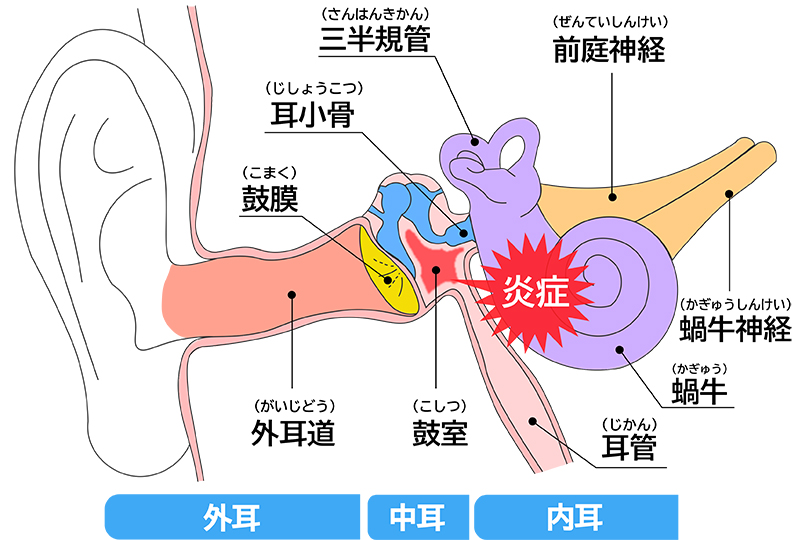 (さんはんきかん)
三半規管
(ぜんていしんけい)
前庭神経
(じしょうこつ)
耳小骨
(こまく)
鼓膜
炎症
(かぎゅうしんけい)
蝸牛神経
(かぎゅう)
蝸牛
(がいじどう)
外耳道
(こしつ)
鼓室
(じかん)
耳管
外耳
中耳
内耳